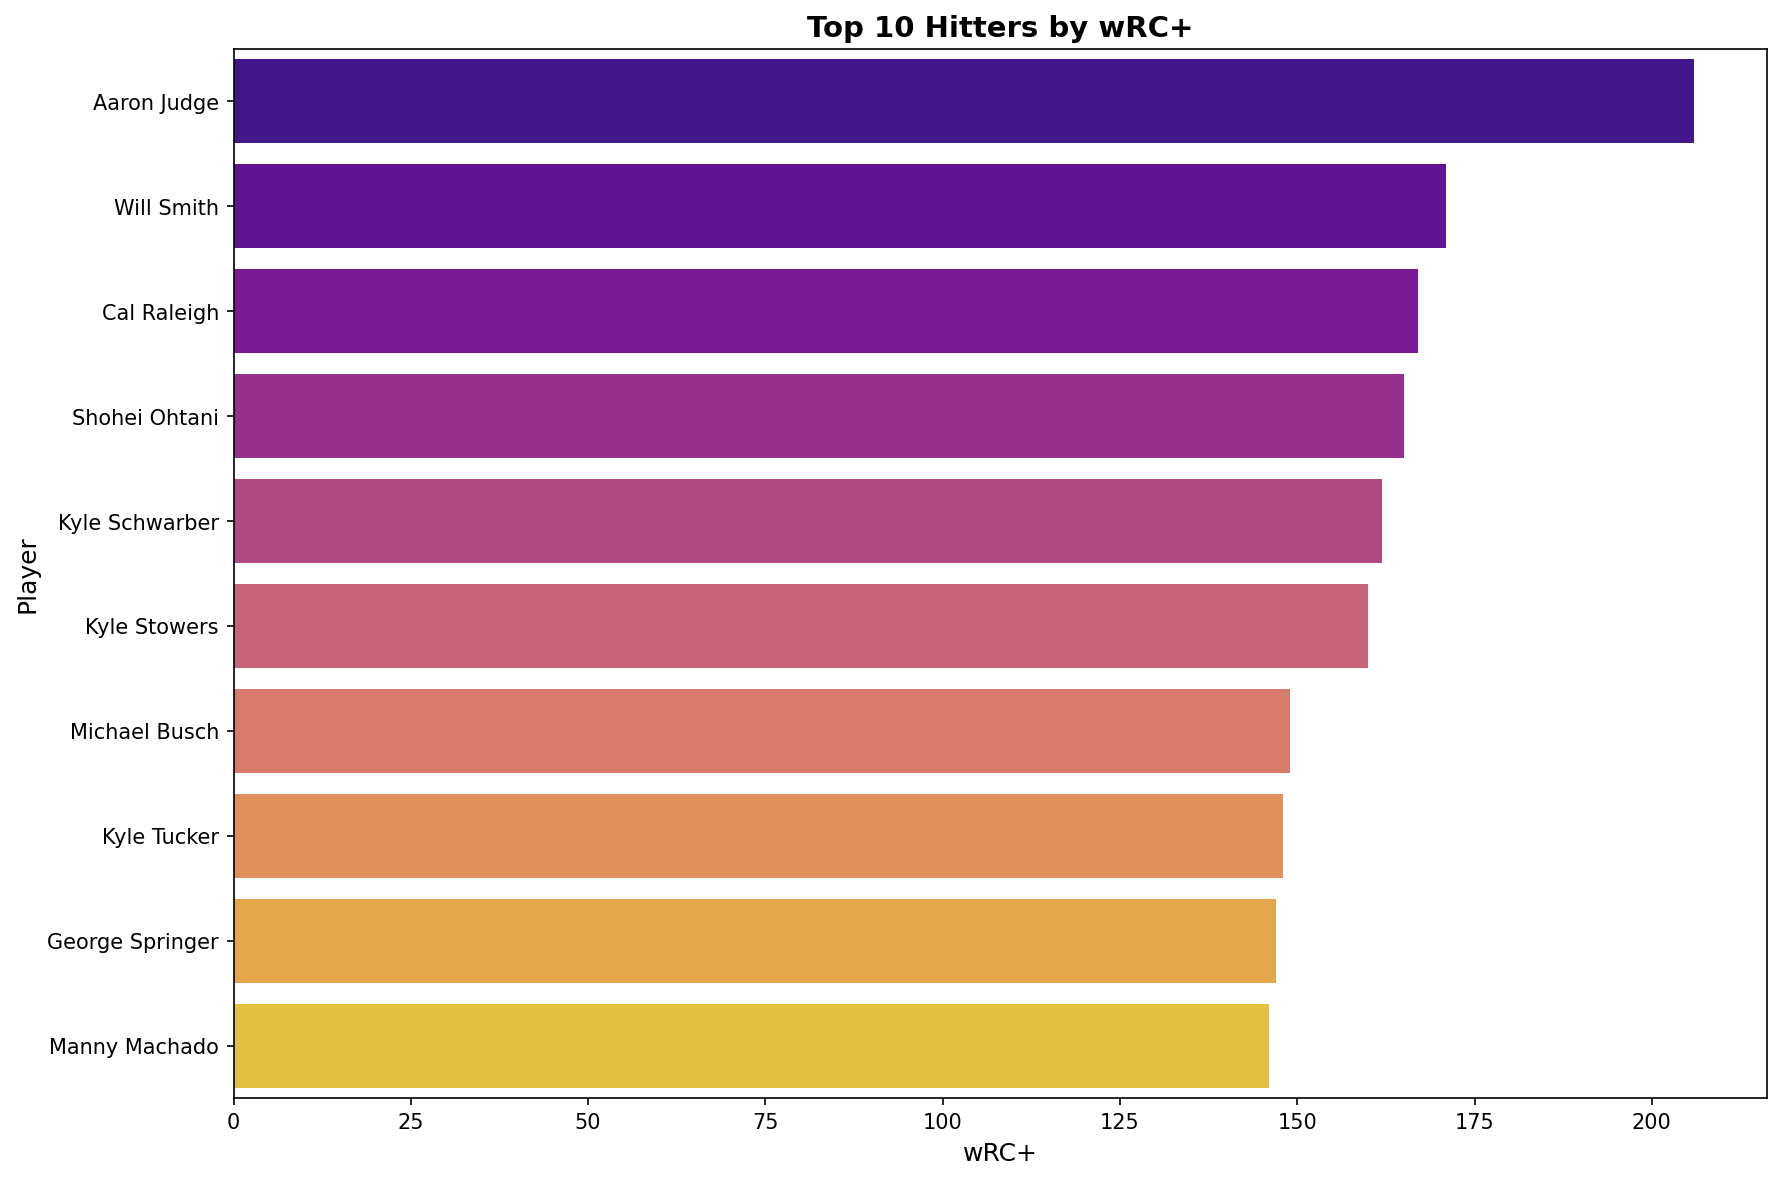 Top 10 Hitters by wRC+
Aaron Judge
Will Smith
Cal Raleigh
Shohei Ohtani
Kyle Schwarber
Kyle Stowers
Michael Busch
Kyle Tucker
George Springer
Manny Machado
Player
0 25 50 75 100 125 150 175 200
wRC+